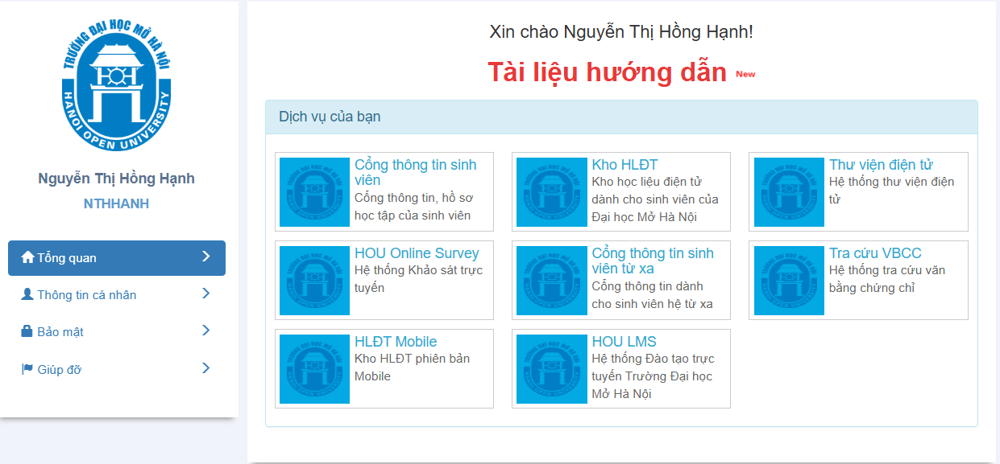 TRƯỜNG ĐẠI HỌC MỞ HÀ NỘI
HANOI OPEN UNIVERSITY
Nguyễn Thị Hồng Hạnh
NTHHANH
Tổng quan
Thông tin cá nhân
Bảo mật
Giúp đỡ
Xin chào Nguyễn Thị Hồng Hạnh!
Tài liệu hướng dẫn New
Dịch vụ của bạn
Cổng thông tin sinh
viên
Cổng thông tin, hồ sơ
học tập của sinh viên
Kho HLĐT
Kho học liệu điện tử
dành cho sinh viên của
Đại học Mở Hà Nội
Thư viện điện tử
Hệ thống thư viện điện
tử
HOU Online Survey
Hệ thống Khảo sát trực
tuyến
Cổng thông tin sinh
viên từ xa
Cổng thông tin dành
cho sinh viên hệ từ xa
Tra cứu VBCC
Hệ thống tra cứu văn
bằng chứng chỉ
HLĐT Mobile
Kho HLĐT phiên bản
Mobile
HOU LMS
Hệ thống Đào tạo trực
tuyến Trường Đại học
Mở Hà Nội